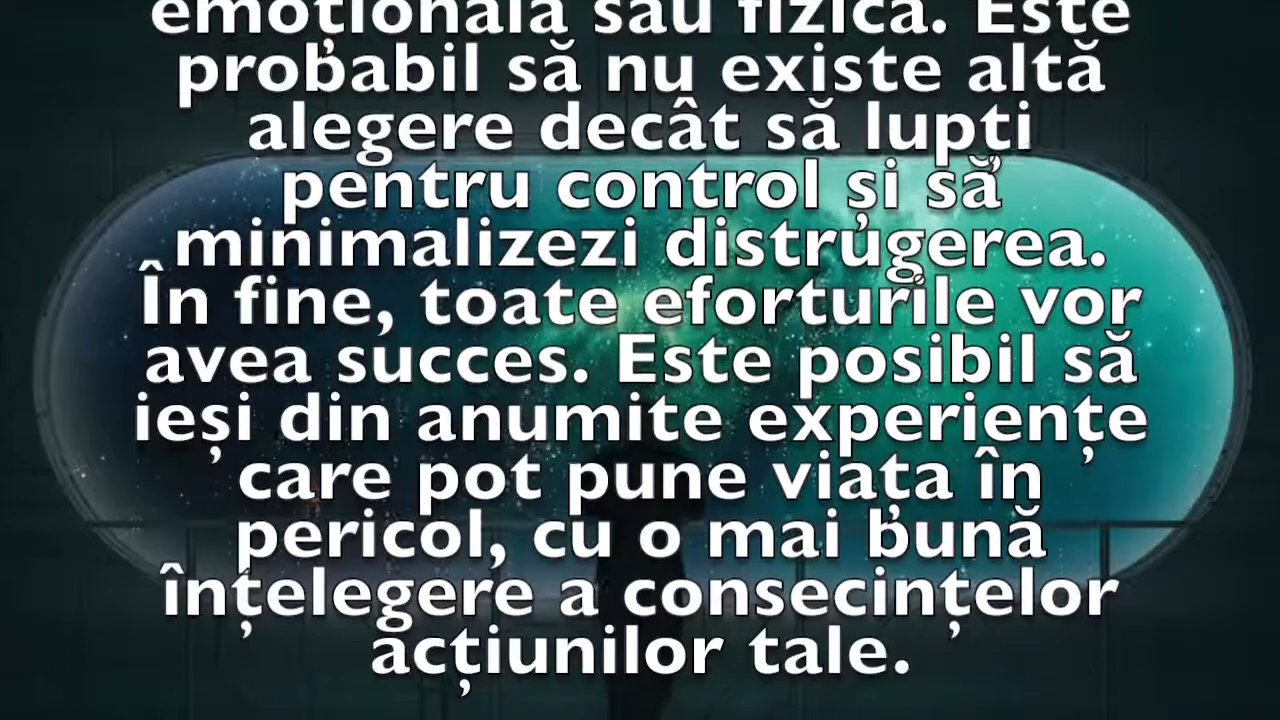 emoțională sau fizică. Este
probabil să nu existe altă
alegere decât să lupți
pentru control și să
minimalizezi distrugerea.
În fine, toate eforturile vor
avea succes. Este posibil să
ieși din anumite experiențe
care pot pune viața în
pericol, cu o mai bună
înțelegere a consecințelor
acțiunilor tale.